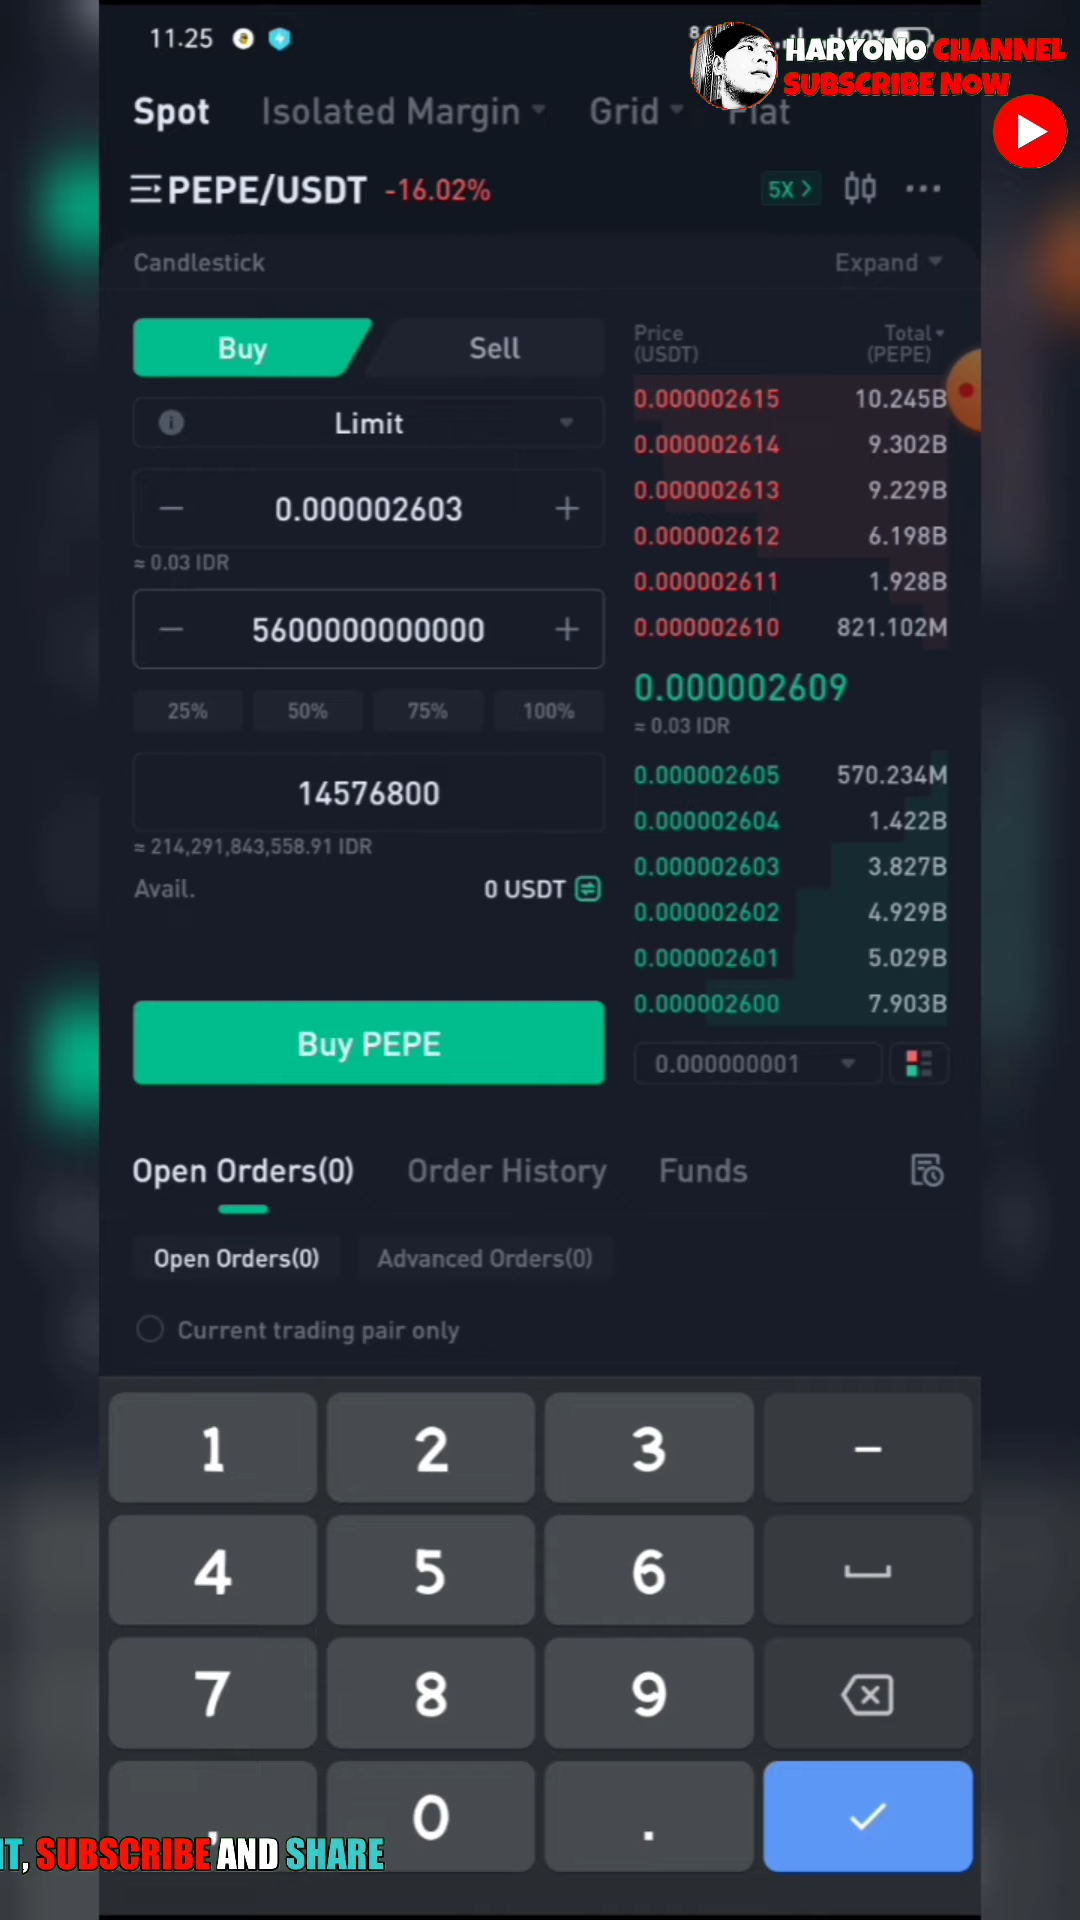 11.25
HARYONO CHANNEL
SUBSCRIBE NOW
Spot Isolated Margin Grid Fiat
PEPE/USDT -16.02% 5X >
Candlestick Expand
Buy Sell
Limit
0.000002603
≈ 0.03 IDR
5600000000000
25% 50% 75% 100%
14576800
≈ 214,291,843,558.91 IDR
Avail. 0 USDT
Buy PEPE
Price Total
(USDT) (PEPE)
0.000002615 10.245B
0.000002614 9.302B
0.000002613 9.229B
0.000002612 6.198B
0.000002611 1.928B
0.000002610 821.102M
0.000002609
≈ 0.03 IDR
0.000002605 570.234M
0.000002604 1.422B
0.000002603 3.827B
0.000002602 4.929B
0.000002601 5.029B
0.000002600 7.903B
0.000000001
Open Orders(0) Order History Funds
Open Orders(0) Advanced Orders(0)
Current trading pair only
1 2 3 –
4 5 6
7 8 9
, 0 .
, SUBSCRIBE AND SHARE